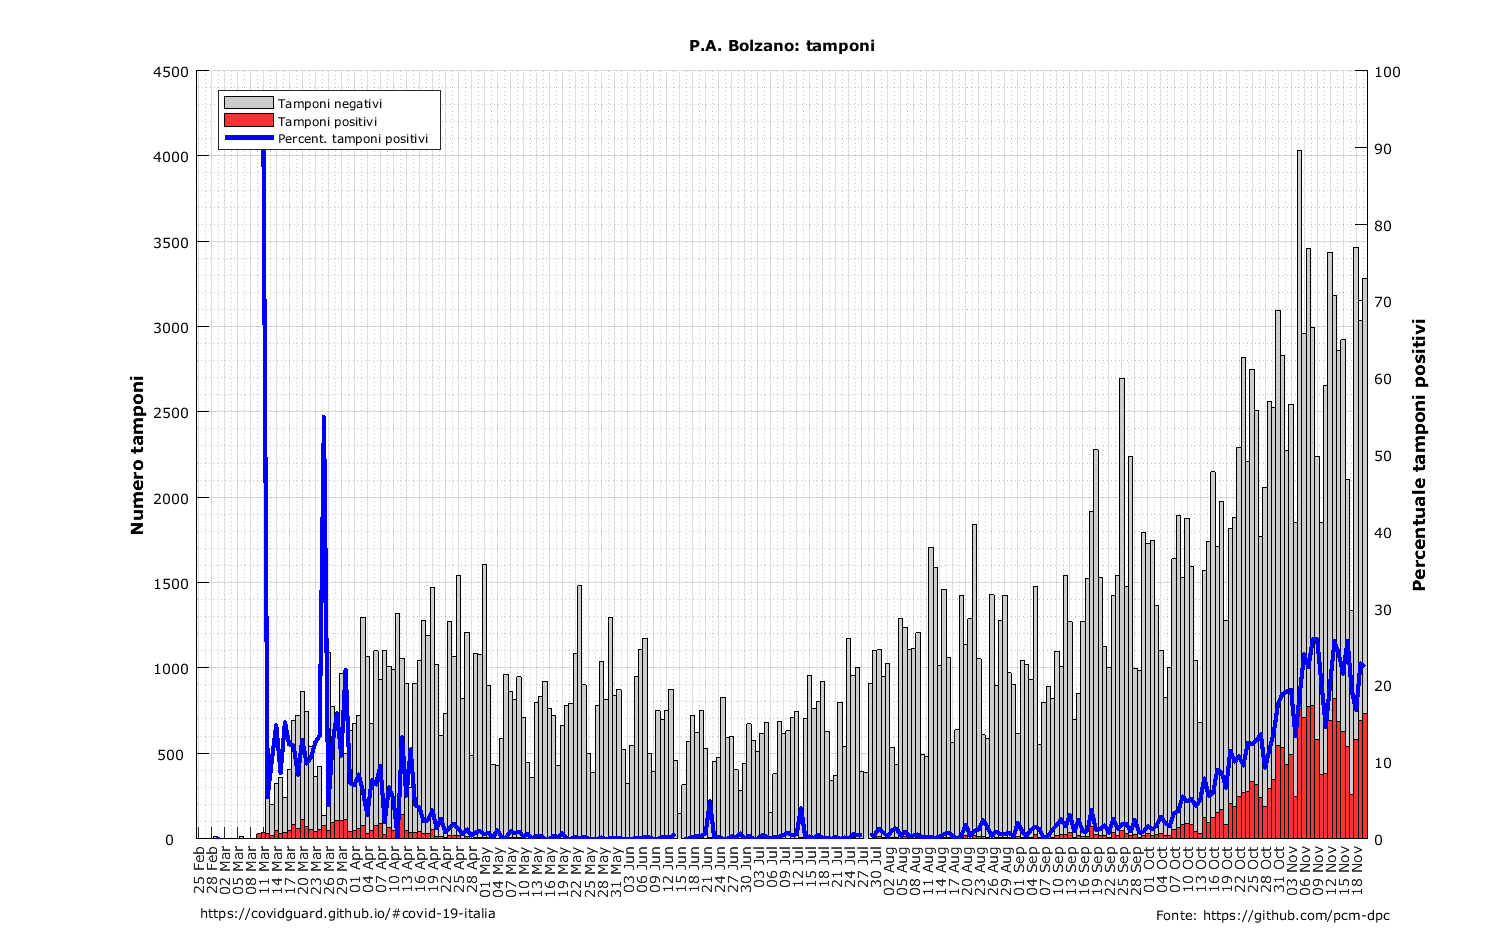 P.A. Bolzano: tamponi
4500
4000
3500
3000
2500
2000
1500
1000
500
0
Numero tamponi
Tamponi negativi
Tamponi positivi
Percent. tamponi positivi
100
90
80
70
60
50
40
30
20
10
0
Percentuale tamponi positivi
25 Feb
28 Feb
02 Mar
05 Mar
08 Mar
11 Mar
14 Mar
17 Mar
20 Mar
23 Mar
26 Mar
29 Mar
01 Apr
04 Apr
07 Apr
10 Apr
13 Apr
16 Apr
19 Apr
22 Apr
25 Apr
28 Apr
01 May
04 May
07 May
10 May
13 May
16 May
19 May
22 May
25 May
28 May
31 May
03 Jun
06 Jun
09 Jun
12 Jun
15 Jun
18 Jun
21 Jun
24 Jun
27 Jun
30 Jun
03 Jul
06 Jul
09 Jul
12 Jul
15 Jul
18 Jul
21 Jul
24 Jul
27 Jul
30 Jul
02 Aug
05 Aug
08 Aug
11 Aug
14 Aug
17 Aug
20 Aug
23 Aug
26 Aug
29 Aug
01 Sep
04 Sep
07 Sep
10 Sep
13 Sep
16 Sep
19 Sep
22 Sep
25 Sep
28 Sep
01 Oct
04 Oct
07 Oct
10 Oct
13 Oct
16 Oct
19 Oct
22 Oct
25 Oct
28 Oct
31 Oct
03 Nov
06 Nov
09 Nov
12 Nov
15 Nov
18 Nov
https://covidguard.github.io/#covid-19-italia
Fonte: https://github.com/pcm-dpc